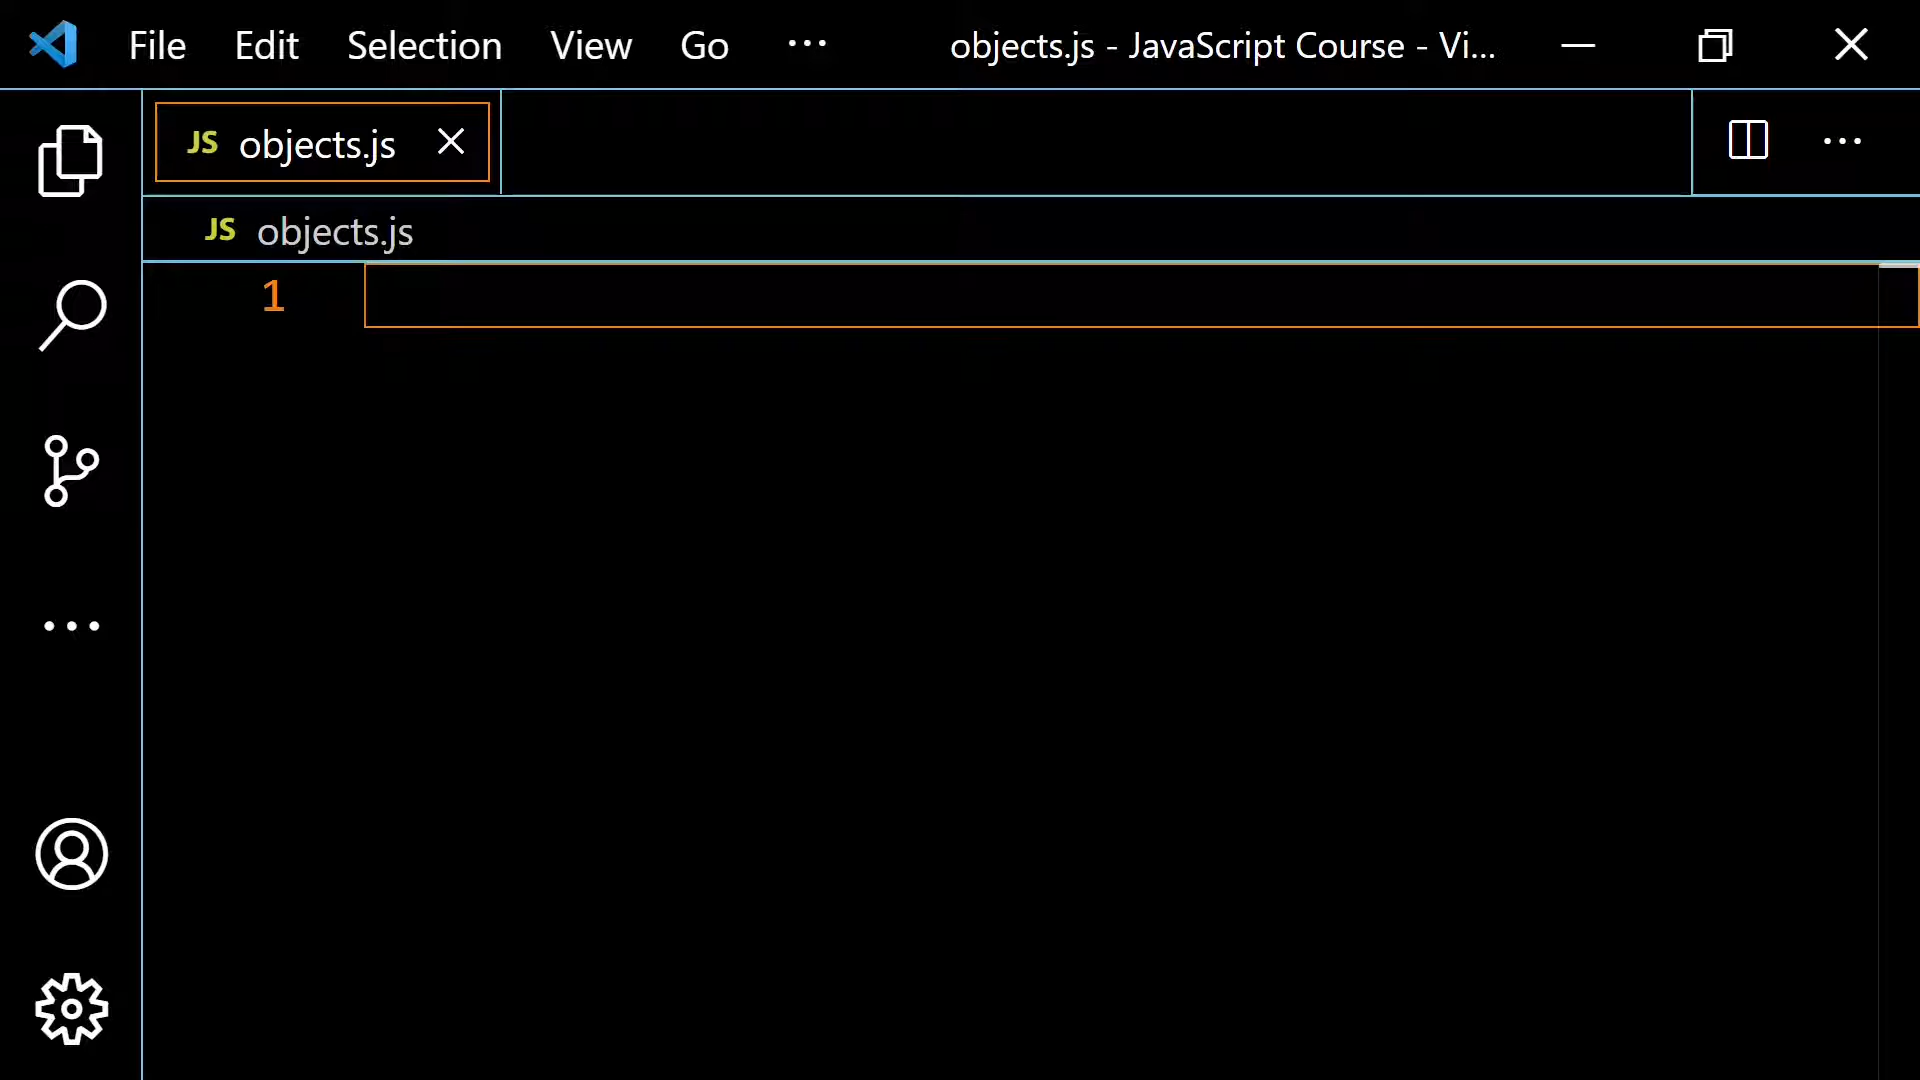 File Edit Selection View Go ··· objects.js - JavaScript Course - Vi...
JS objects.js
JS objects.js
1